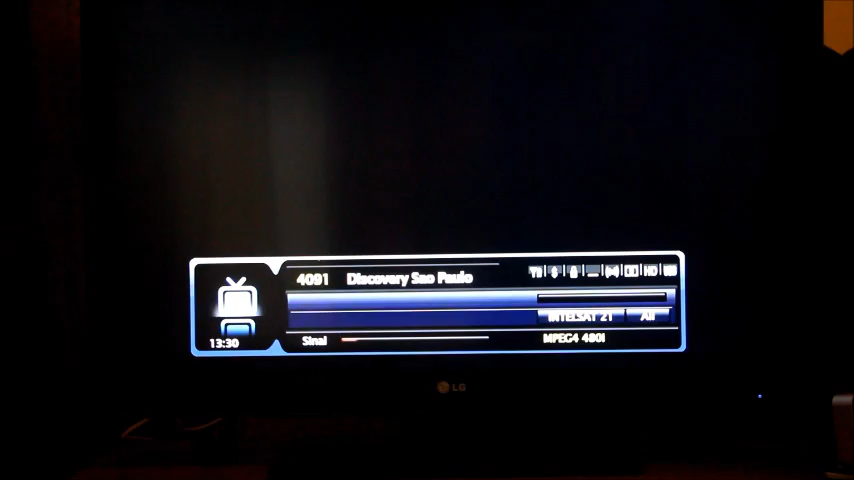 4091 Discovery Sao Paulo
HD
INTELSAT 21 All
13:30 Sinal MPEG4 480i
LG